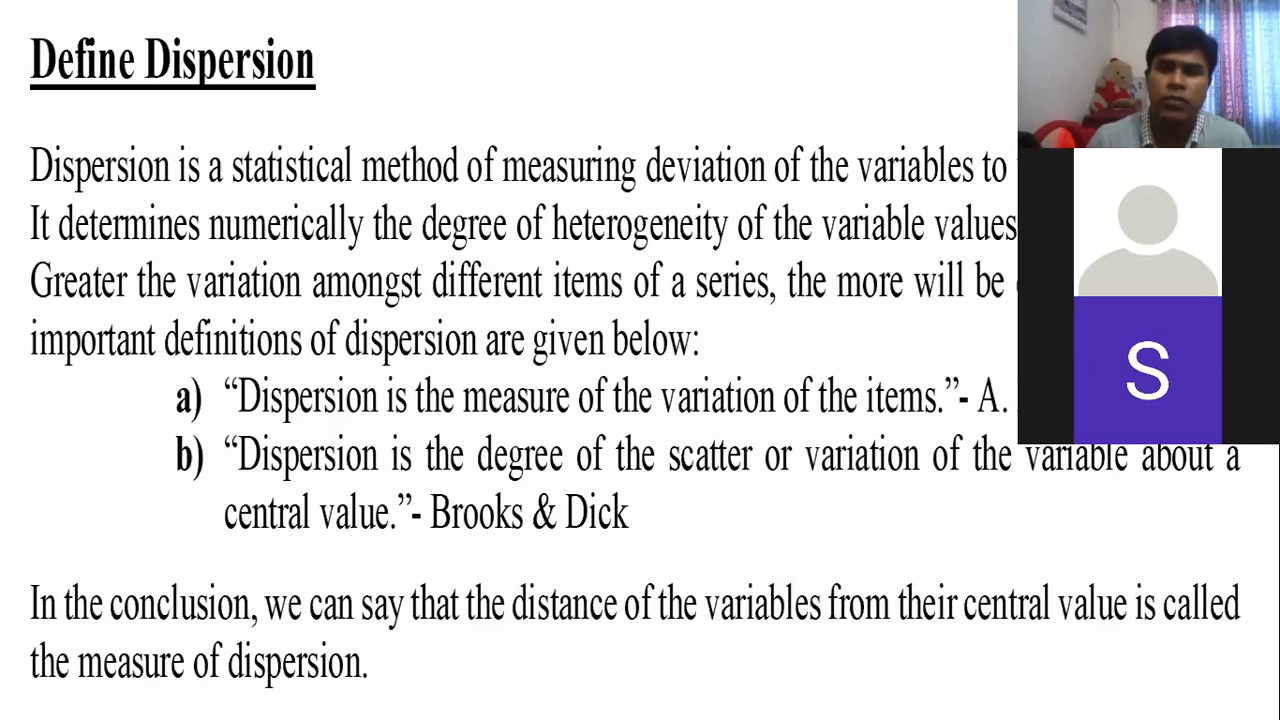 Define Dispersion
Dispersion is a statistical method of measuring deviation of the variables to
It determines numerically the degree of heterogeneity of the variable values
Greater the variation amongst different items of a series, the more will be
important definitions of dispersion are given below:
a) “Dispersion is the measure of the variation of the items.”- A.
b) “Dispersion is the degree of the scatter or variation of the variable about a
central value.”- Brooks & Dick
In the conclusion, we can say that the distance of the variables from their central value is called
the measure of dispersion.
S